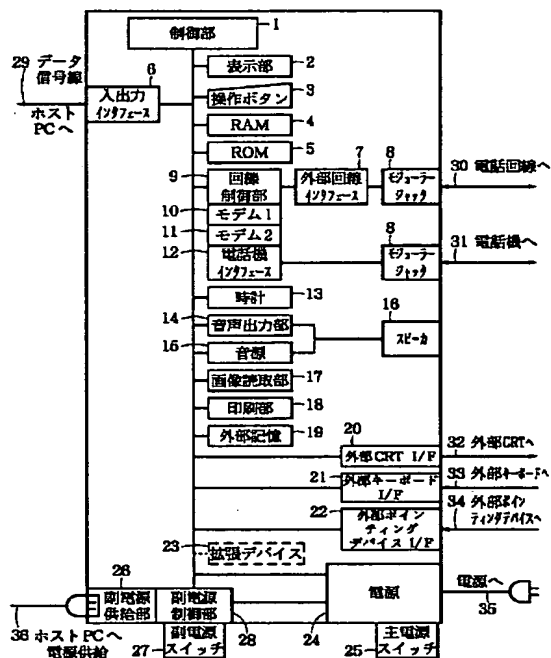 制御部 1
29 データ信号線
6
入出力インタフェース
ホストPCへ
表示部 2
操作ボタン 3
RAM 4
ROM 5
9 回線制御部
7 外部回線インタフェース
8 モジューラージャック
30 電話回線へ
10 モデム1
11 モデム2
12 電話機インタフェース
8 モジューラージャック
31 電話機へ
時計 13
14 音声出力部
15 音源
16 スピーカ
画像読取部 17
印刷部 18
外部記憶 19
20 外部CRT I/F
32 外部CRTへ
21 外部キーボード I/F
33 外部キーボードへ
22 外部ポインティングデバイス I/F
34 外部ポインティングデバイスへ
23 拡張デバイス
26 副電源供給部
副電源制御部 28
電源 24
電源へ 35
36 ホストPCへ電源供給
27 副電源スイッチ
25 主電源スイッチ